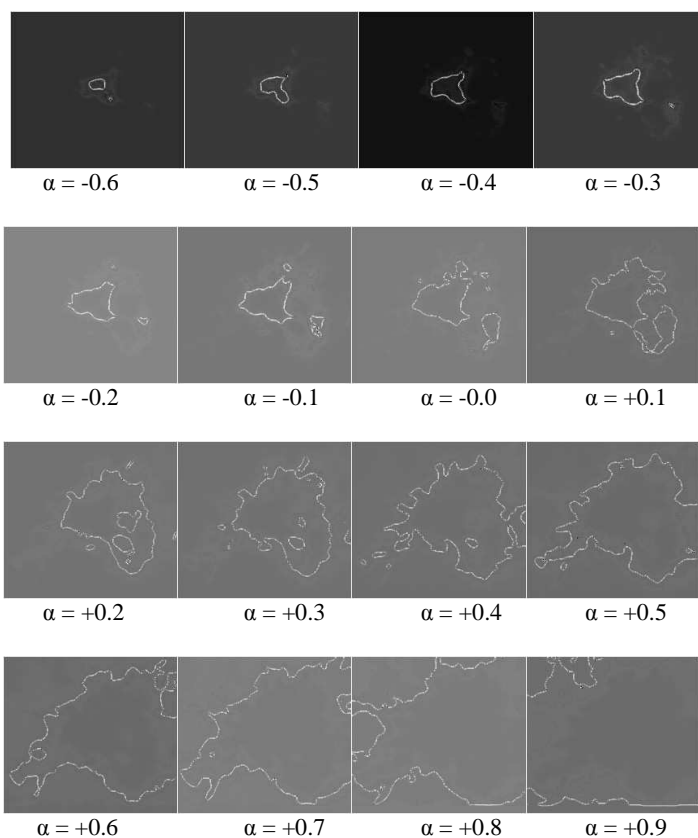 α = -0.6 α = -0.5 α = -0.4 α = -0.3
α = -0.2 α = -0.1 α = -0.0 α = +0.1
α = +0.2 α = +0.3 α = +0.4 α = +0.5
α = +0.6 α = +0.7 α = +0.8 α = +0.9